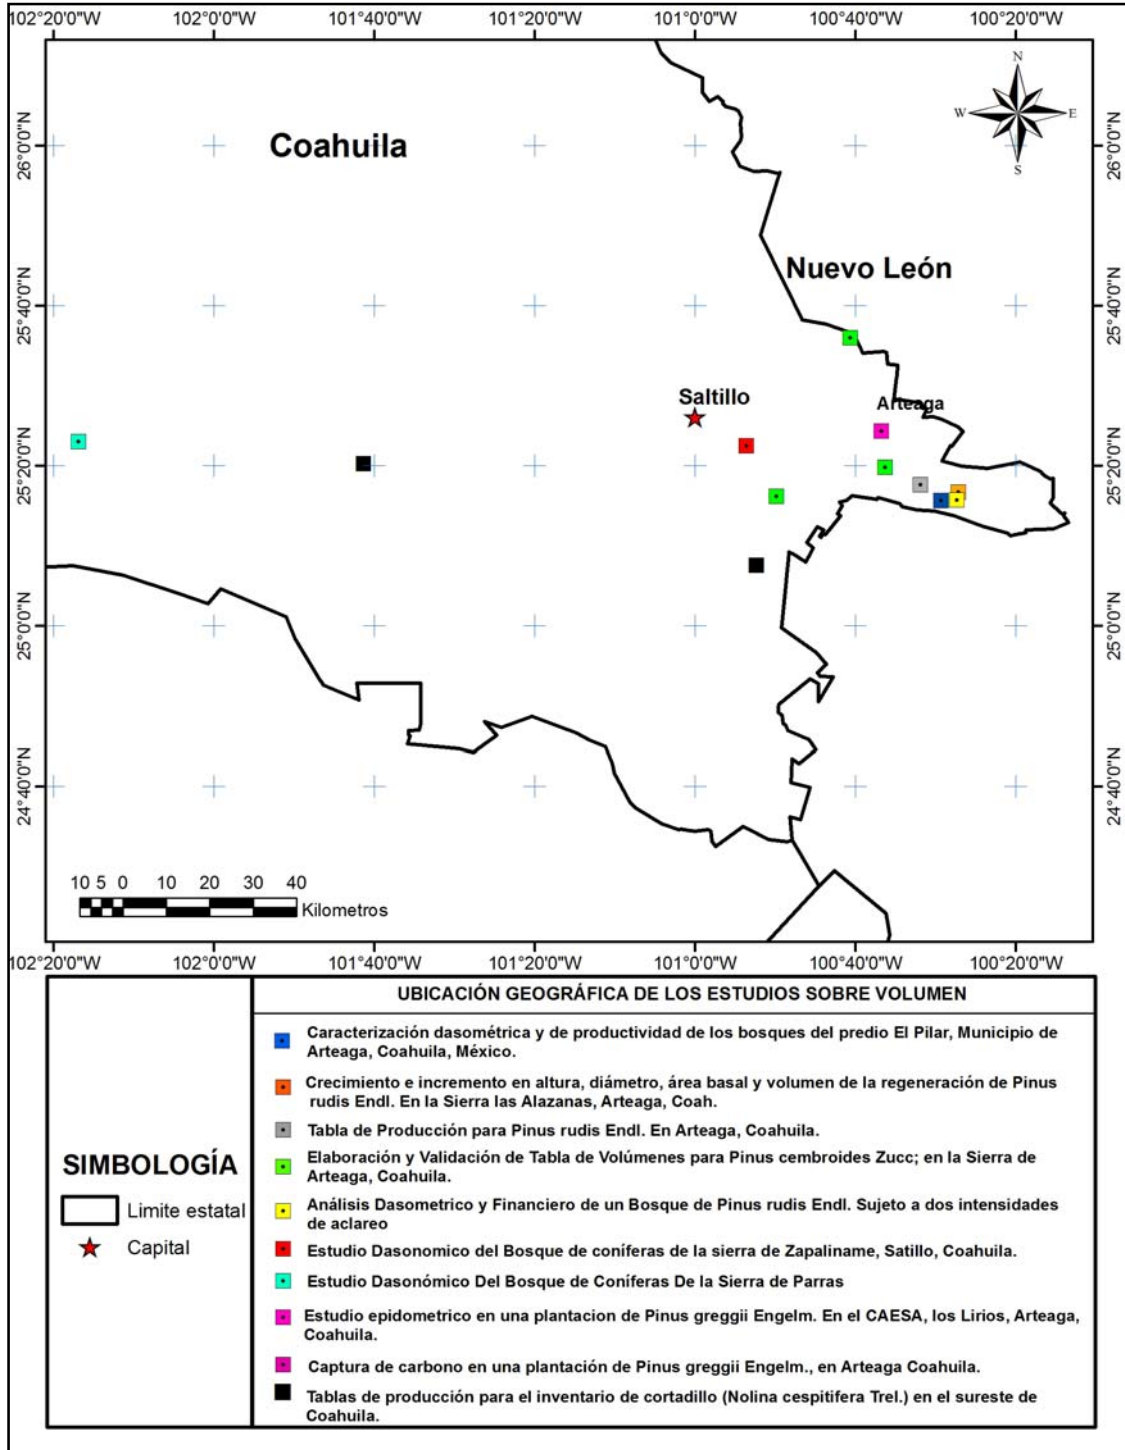 102°20'0"W 102°0'0"W 101°40'0"W 101°20'0"W 101°0'0"W 100°40'0"W 100°20'0"W
N
W E
S
Coahuila
26°0'0"N 26°0'0"N
Nuevo León
25°40'0"N 25°40'0"N
Saltillo
Arteaga
25°20'0"N 25°20'0"N
25°0'0"N 25°0'0"N
24°40'0"N 24°40'0"N
10 5 0 10 20 30 40
Kilometros
102°20'0"W 102°0'0"W 101°40'0"W 101°20'0"W 101°0'0"W 100°40'0"W 100°20'0"W
SIMBOLOGÍA
Limite estatal
Capital
UBICACIÓN GEOGRÁFICA DE LOS ESTUDIOS SOBRE VOLUMEN
Caracterización dasométrica y de productividad de los bosques del predio El Pilar, Municipio de
Arteaga, Coahuila, México.
Crecimiento e incremento en altura, diámetro, área basal y volumen de la regeneración de Pinus
rudis Endl. En la Sierra las Alazanas, Arteaga, Coah.
Tabla de Producción para Pinus rudis Endl. En Arteaga, Coahuila.
Elaboración y Validación de Tabla de Volúmenes para Pinus cembroides Zucc; en la Sierra de
Arteaga, Coahuila.
Análisis Dasometrico y Financiero de un Bosque de Pinus rudis Endl. Sujeto a dos intensidades
de aclareo
Estudio Dasonomico del Bosque de coníferas de la sierra de Zapaliname, Satillo, Coahuila.
Estudio Dasonómico Del Bosque de Coníferas De la Sierra de Parras
Estudio epidometrico en una plantacion de Pinus greggii Engelm. En el CAESA, los Lirios, Arteaga,
Coahuila.
Captura de carbono en una plantación de Pinus greggii Engelm., en Arteaga Coahuila.
Tablas de producción para el inventario de cortadillo (Nolina cespitifera Trel.) en el sureste de
Coahuila.